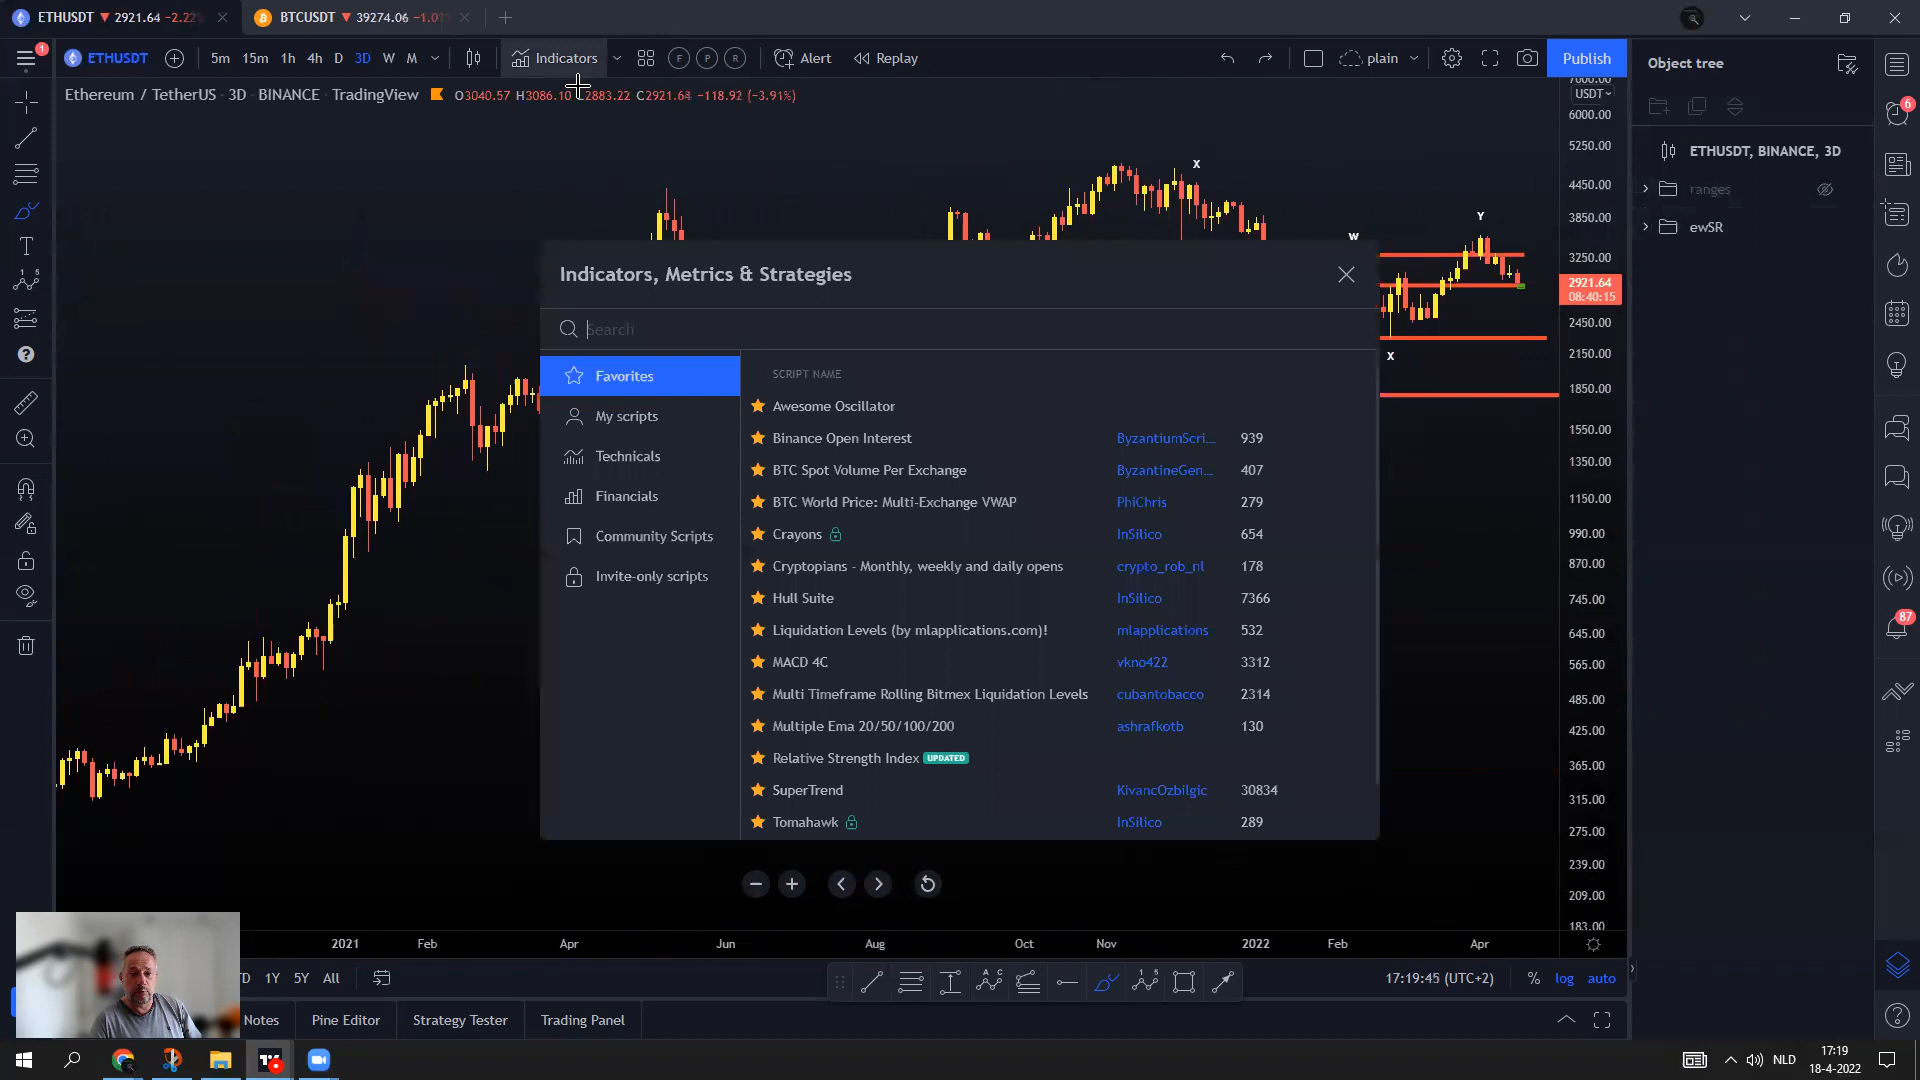 ETHUSDT ▼ 2921.64 −2.22%
BTCUSDT ▼ 39274.06
1
ETHUSDT
5m 15m 1h 4h D 3D W M
Indicators
F P R
Alert
Replay
plain
Publish
Object tree
Ethereum / TetherUS · 3D · BINANCE · TradingView
O3040.57 H3086.10 2883.22 C2921.64 −118.92 (−3.91%)
USDT
6000.00
5250.00
4450.00
3850.00
3250.00
2921.64
08:40:15
2450.00
2150.00
1850.00
1550.00
1350.00
1150.00
990.00
870.00
745.00
645.00
565.00
485.00
425.00
365.00
315.00
275.00
239.00
209.00
183.00
X
W
Y
X
ETHUSDT, BINANCE, 3D
ranges
ewSR
6
87
Indicators, Metrics & Strategies
Search
Favorites
My scripts
Technicals
Financials
Community Scripts
Invite-only scripts
SCRIPT NAME
Awesome Oscillator
Binance Open Interest ByzantiumScri... 939
BTC Spot Volume Per Exchange ByzantineGen... 407
BTC World Price: Multi-Exchange VWAP PhiChris 279
Crayons InSilico 654
Cryptopians - Monthly, weekly and daily opens crypto_rob_nl 178
Hull Suite InSilico 7366
Liquidation Levels (by mlapplications.com)! mlapplications 532
MACD 4C vkno422 3312
Multi Timeframe Rolling Bitmex Liquidation Levels cubantobacco 2314
Multiple Ema 20/50/100/200 ashrafkotb 130
Relative Strength Index UPDATED
SuperTrend KivancOzbilgic 30834
Tomahawk InSilico 289
2021 Feb Apr Jun Aug Oct Nov 2022 Feb Apr
1Y 5Y All
17:19:45 (UTC+2)
% log auto
Notes
Pine Editor
Strategy Tester
Trading Panel
NLD
17:19
18-4-2022